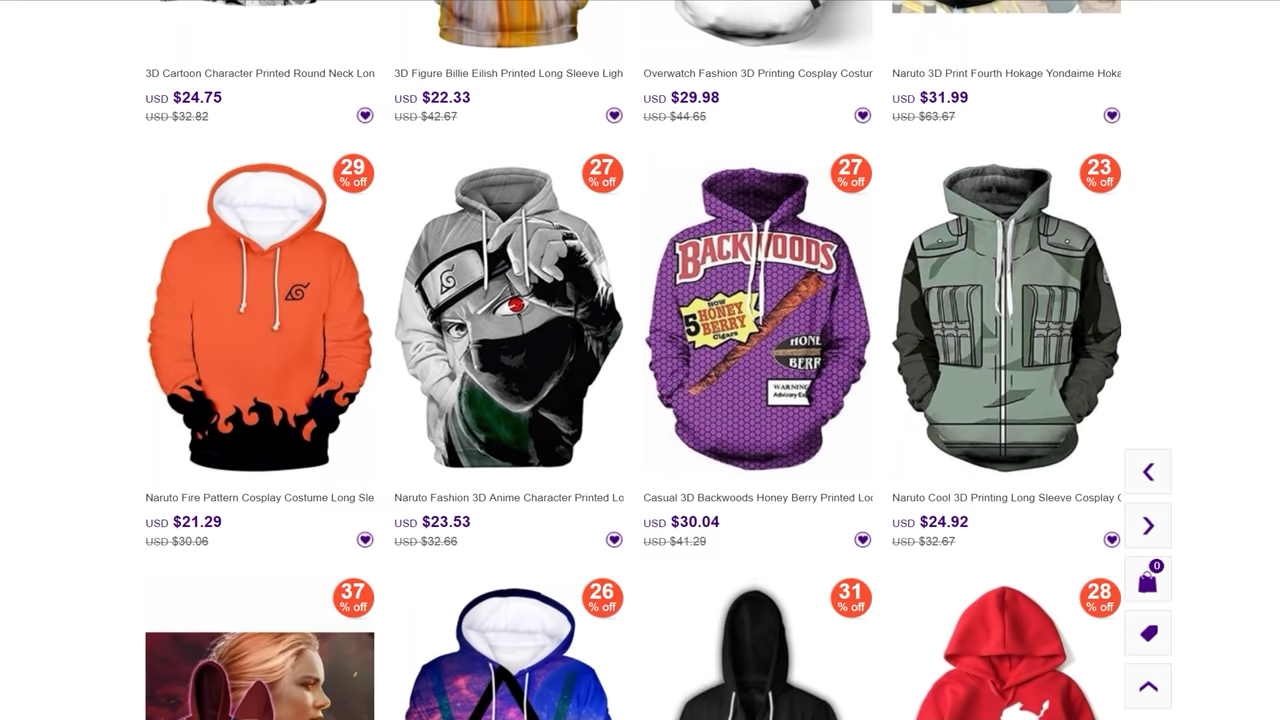 3D Cartoon Character Printed Round Neck Lon
3D Figure Billie Eilish Printed Long Sleeve Ligh
Overwatch Fashion 3D Printing Cosplay Costur
Naruto 3D Print Fourth Hokage Yondaime Hoka
USD $24.75
USD $22.33
USD $29.98
USD $31.99
USD $32.82
USD $42.67
USD $44.65
USD $63.67
29
% off
27
% off
27
% off
23
% off
BACKWOODS
NOW
5 HONEY
BERRY
Cigars
HONE
BERR
WARNING
Advisory Ex
Naruto Fire Pattern Cosplay Costume Long Sle
Naruto Fashion 3D Anime Character Printed Lo
Casual 3D Backwoods Honey Berry Printed Loo
Naruto Cool 3D Printing Long Sleeve Cosplay C
USD $21.29
USD $23.53
USD $30.04
USD $24.92
USD $30.06
USD $32.66
USD $41.29
USD $32.67
0
37
% off
26
% off
31
% off
28
% off